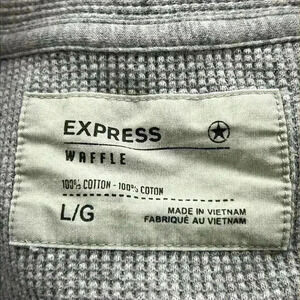 EXPRESS
WAFFLE
100% COTTON - 100% COTON
L/G
MADE IN VIETNAM
FABRIQUÉ AU VIETNAM